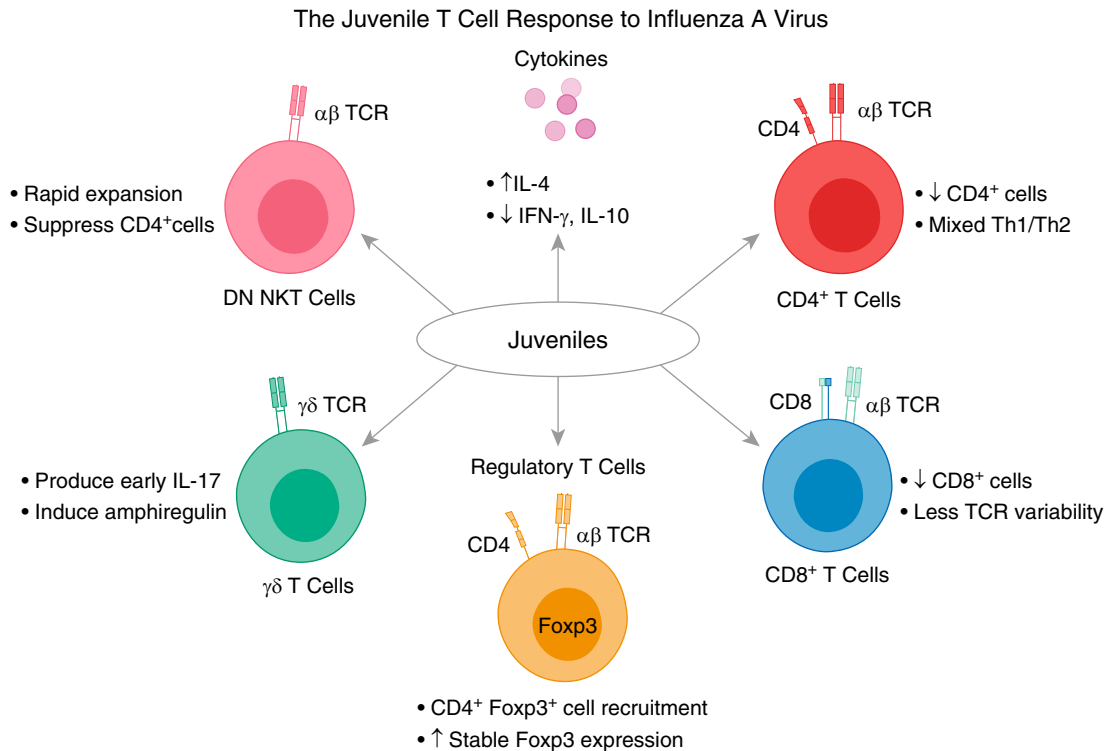 The Juvenile T Cell Response to Influenza A Virus
Cytokines
• ↑IL-4
• ↓ IFN-γ, IL-10
αβ TCR
• Rapid expansion
• Suppress CD4⁺cells
DN NKT Cells
CD4
αβ TCR
• ↓ CD4⁺ cells
• Mixed Th1/Th2
CD4⁺ T Cells
Juveniles
γδ TCR
• Produce early IL-17
• Induce amphiregulin
γδ T Cells
Regulatory T Cells
CD4
αβ TCR
Foxp3
• CD4⁺ Foxp3⁺ cell recruitment
• ↑ Stable Foxp3 expression
CD8
αβ TCR
• ↓ CD8⁺ cells
• Less TCR variability
CD8⁺ T Cells